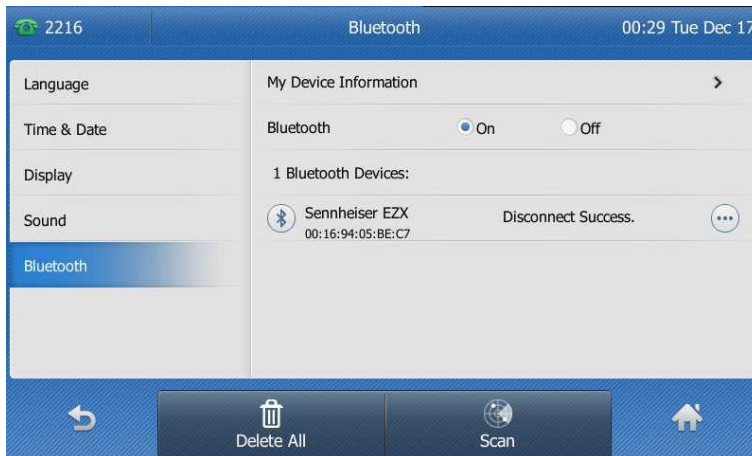 2216 Bluetooth 00:29 Tue Dec 17
Language
Time & Date
Display
Sound
Bluetooth
My Device Information
Bluetooth On Off
1 Bluetooth Devices:
Sennheiser EZX Disconnect Success.
00:16:94:05:BE:C7
Delete All
Scan